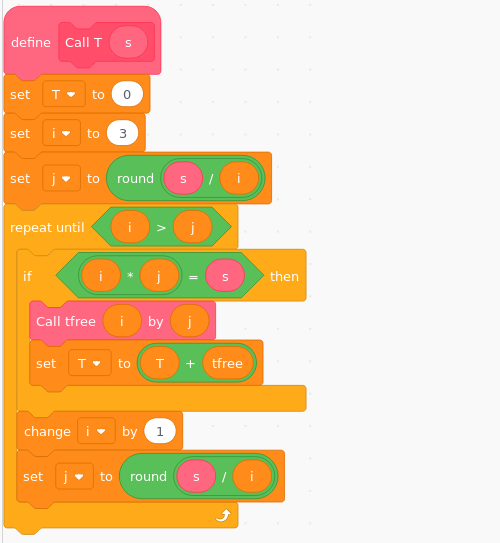 define Call T s
set T to 0
set i to 3
set j to round s / i
repeat until i > j
if i * j = s then
Call tfree i by j
set T to T + tfree
change i by 1
set j to round s / i